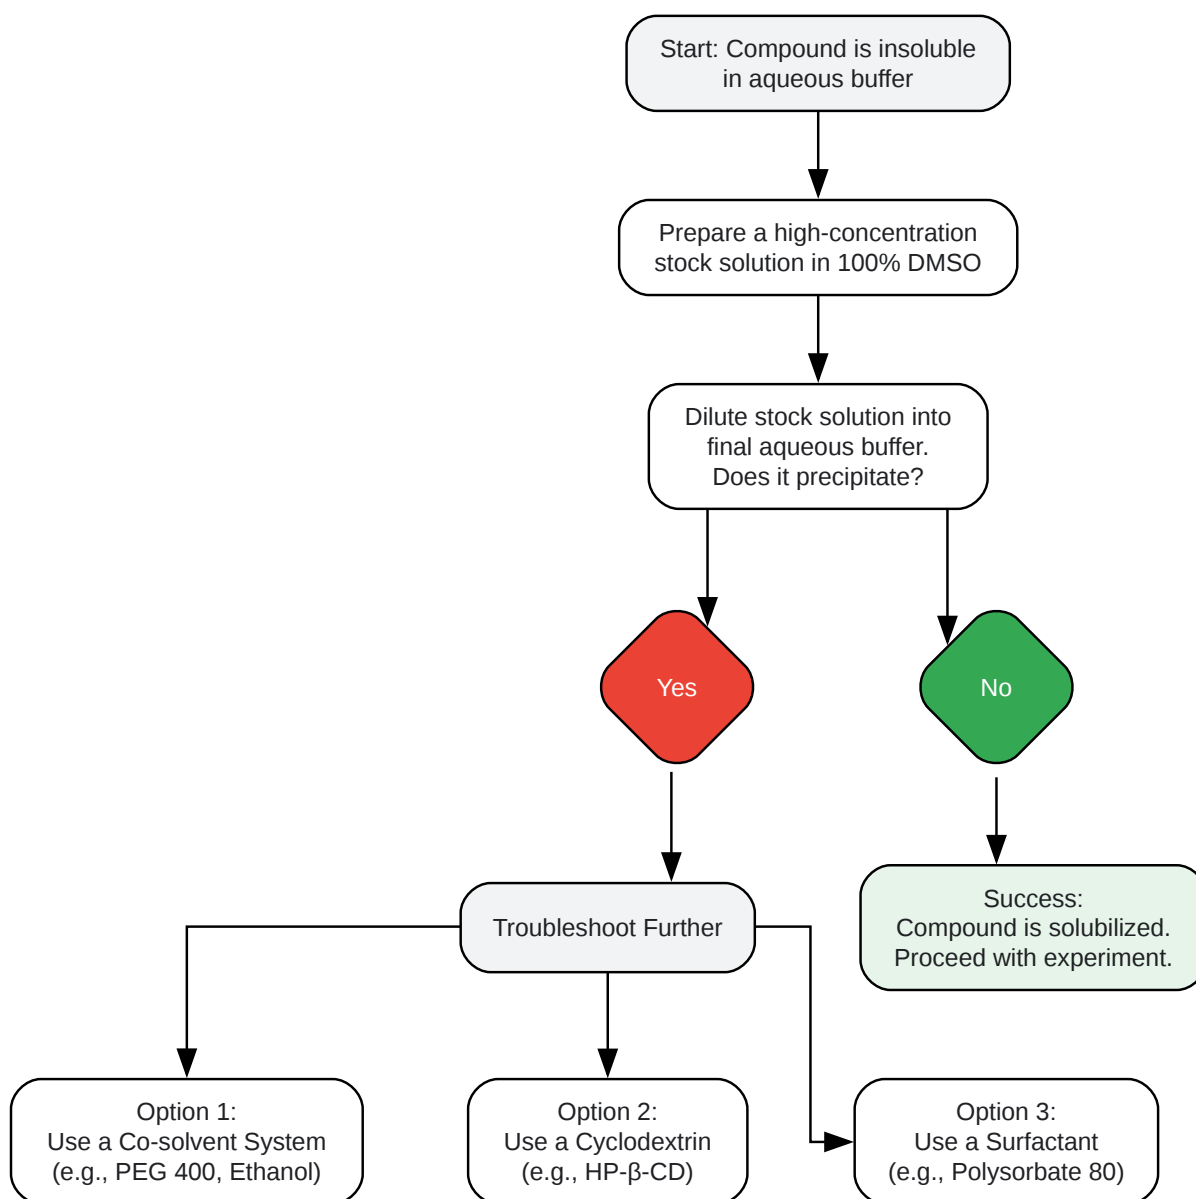 Start: Compound is insoluble
in aqueous buffer
Prepare a high-concentration
stock solution in 100% DMSO
Dilute stock solution into
final aqueous buffer.
Does it precipitate?
Yes
No
Troubleshoot Further
Success:
Compound is solubilized.
Proceed with experiment.
Option 1:
Use a Co-solvent System
(e.g., PEG 400, Ethanol)
Option 2:
Use a Cyclodextrin
(e.g., HP-β-CD)
Option 3:
Use a Surfactant
(e.g., Polysorbate 80)